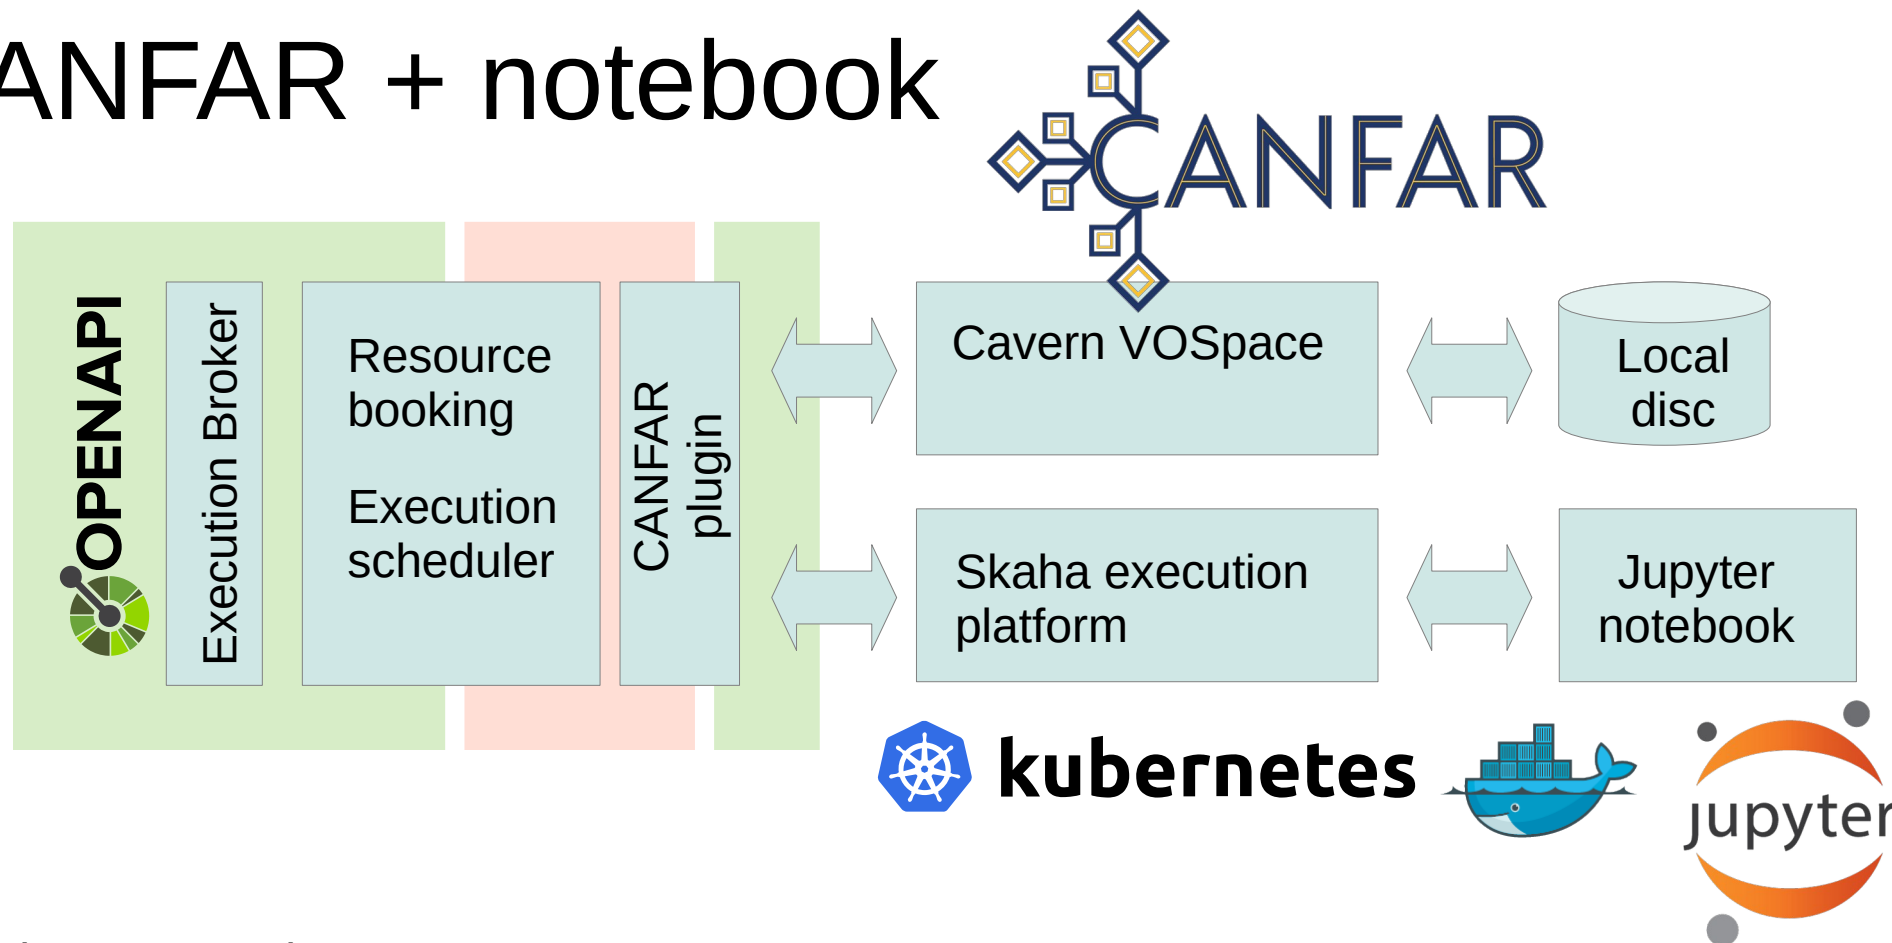 ANFAR + notebook
CANFAR
OPENAPI
Execution Broker
Resource
booking
Execution
scheduler
CANFAR
plugin
Cavern VOSpace
Local
disc
Skaha execution
platform
Jupyter
notebook
kubernetes
jupyter